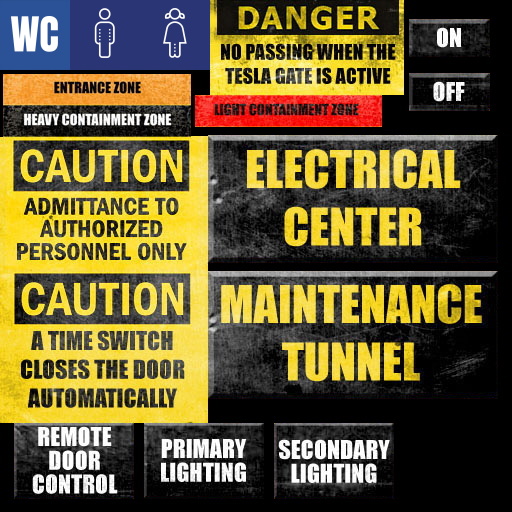 WC
DANGER
NO PASSING WHEN THE
TESLA GATE IS ACTIVE
ON
OFF
ENTRANCE ZONE
HEAVY CONTAINMENT ZONE
LIGHT CONTAINMENT ZONE
CAUTION
ADMITTANCE TO
AUTHORIZED
PERSONNEL ONLY
ELECTRICAL
CENTER
CAUTION
A TIME SWITCH
CLOSES THE DOOR
AUTOMATICALLY
MAINTENANCE
TUNNEL
REMOTE
DOOR
CONTROL
PRIMARY
LIGHTING
SECONDARY
LIGHTING